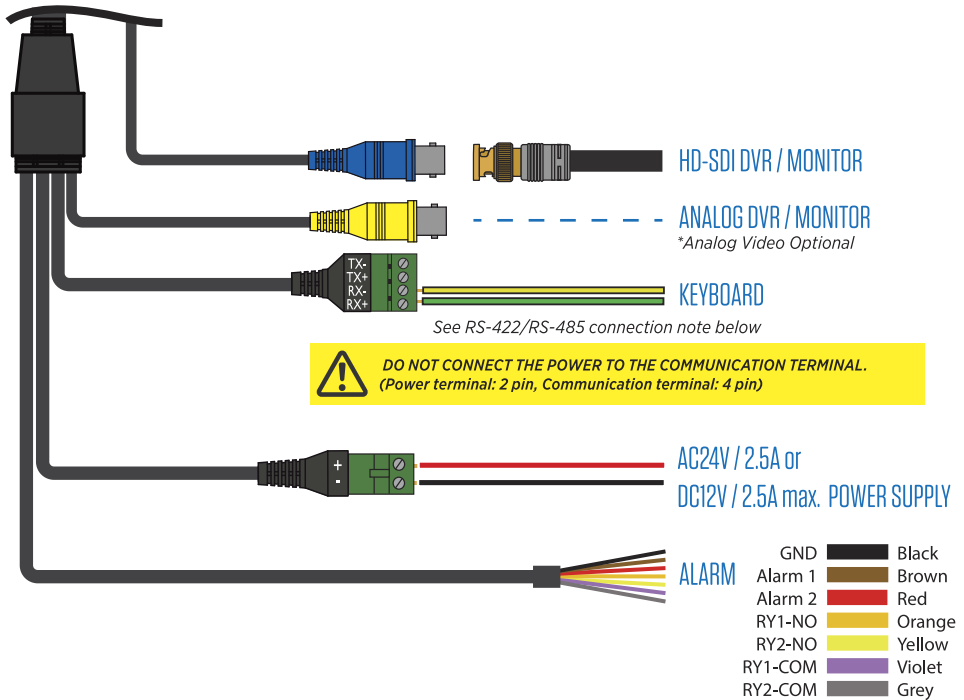 HD-SDI DVR / MONITOR
ANALOG DVR / MONITOR
*Analog Video Optional
TX-
TX+
RX-
RX+
KEYBOARD
See RS-422/RS-485 connection note below
DO NOT CONNECT THE POWER TO THE COMMUNICATION TERMINAL.
(Power terminal: 2 pin, Communication terminal: 4 pin)
+
-
AC24V / 2.5A or
DC12V / 2.5A max. POWER SUPPLY
ALARM
GND Black
Alarm 1 Brown
Alarm 2 Red
RY1-NO Orange
RY2-NO Yellow
RY1-COM Violet
RY2-COM Grey